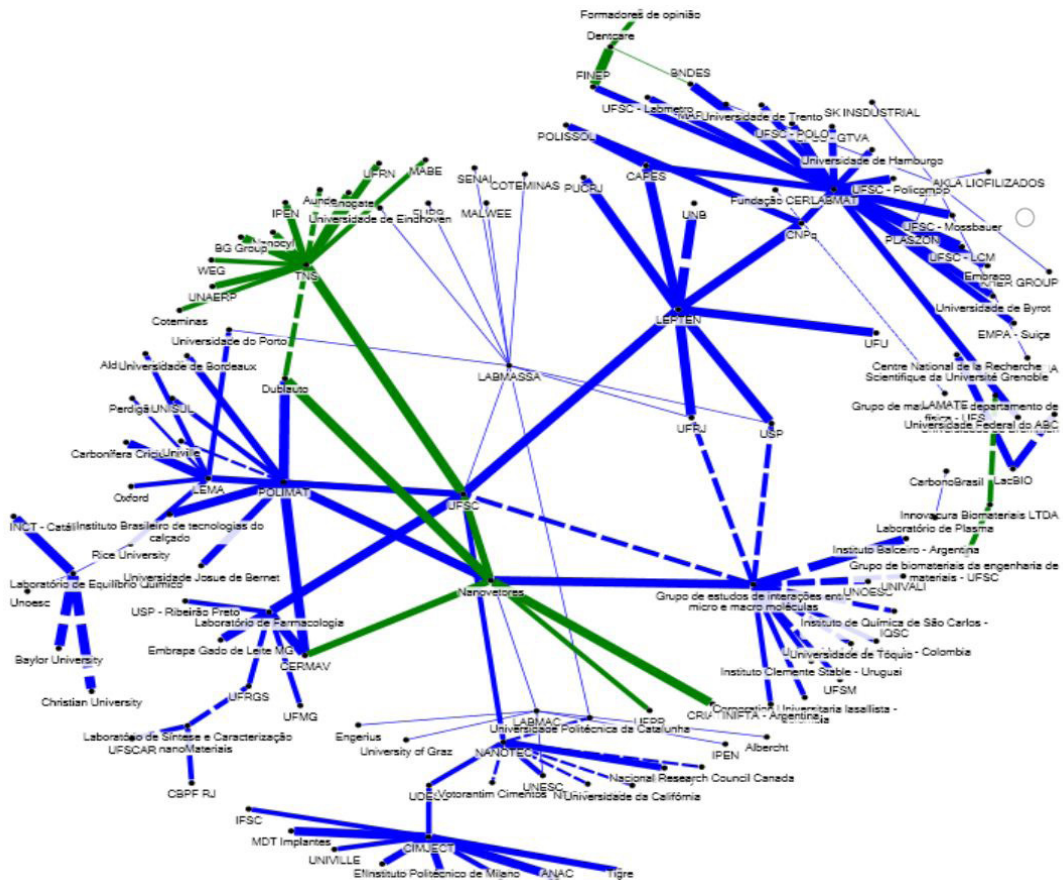 Formadores de opinião
Dentcare
FINEP
BNDES
UFSC - Labmetro
Universidade de Trento
SK INSDUSTRIAL
POLISSOL
UFSC - POLO
GTVA
Universidade de Hamburgo
CAPES
PUCRJ
UFSC - Policompo
AKLA LIOFILIZADOS
Fundação CERLABMAT
UNB
CNPq
UFSC - Mossbauer
PLASZON
UFSC - LCM
Embraco
GROUP
Universidade de Byrot
EMPA - Suiça
UFRN
MABE
SENAI
COTEMINAS
MALWEE
Universidade de Eindhoven
IPEN
BG Group
TNS
WEG
UNAERP
Coteminas
LEPTEN
UFU
Universidade do Porto
LABMASSA
Universidade de Bordeaux
Dublauto
Centre National de la Recherche
Scientifique da Université Grenoble
LAMATE
departamento de
Universidade Federal do ABC
UNISUL
UFRJ
USP
Univille
LEMA
POLIMAT
Oxford
UFSC
CarbonoBrasil
LacBIO
Instituto Brasileiro de tecnologias do
calçado
Innovacura Biomateriais LTDA
Laboratório de Plasma
INCT -
Rice University
Instituto Balceiro - Argentina
Grupo de biomateriais da engenharia de
materiais - UFSC
Laboratório de Equilíbrio Químico
Universidade Josue de Bernet
Unoesc
Nanovetores
Grupo de estudos de interações entre
micro e macro moléculas
UNOESC
UNIVALI
USP - Ribeirão Preto
Laboratório de Farmacologia
Instituto de Química de São Carlos -
IQSC
Baylor University
Embrapa Gado de Leite MG
CERMAV
Universidade de Tóquio
- Colombia
Instituto Clemente Stable - Uruguai
UFSM
Christian University
UFRGS
UFMG
Universitaria lasallista -
INIFTA - Argentina
UFPR
LABMAC
Universidade Politécnica da Catalunha
Engerius
University of Graz
Albercht
IPEN
Laboratório de Síntese e Caracterização
UFSCAR
nanoMateriais
NANOTEC
National Research Council Canada
CBPF RJ
Votorantim Cimentos
UNESC
Universidade da Califórnia
IFSC
MDT Implantes
UNIVILLE
CIMJECT
Instituto Politécnico de Milano
ANAC
Tigre